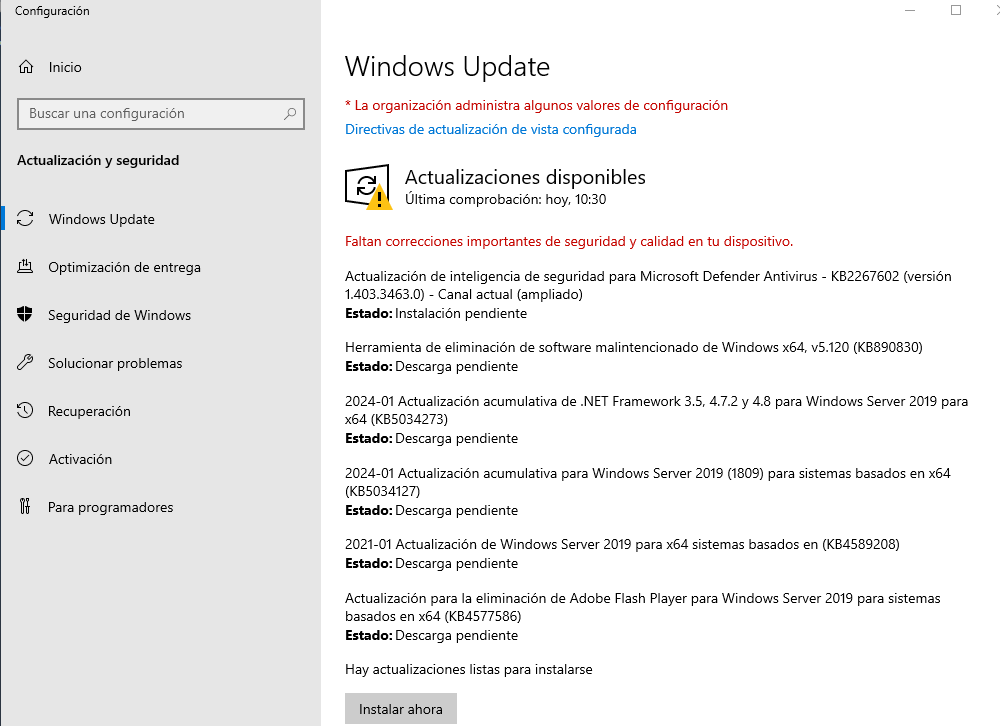 Configuración
Inicio
Buscar una configuración
Actualización y seguridad
Windows Update
Optimización de entrega
Seguridad de Windows
Solucionar problemas
Recuperación
Activación
Para programadores
Windows Update
* La organización administra algunos valores de configuración
Directivas de actualización de vista configurada
Actualizaciones disponibles
Última comprobación: hoy, 10:30
Faltan correcciones importantes de seguridad y calidad en tu dispositivo.
Actualización de inteligencia de seguridad para Microsoft Defender Antivirus - KB2267602 (versión
1.403.3463.0) - Canal actual (ampliado)
Estado: Instalación pendiente
Herramienta de eliminación de software malintencionado de Windows x64, v5.120 (KB890830)
Estado: Descarga pendiente
2024-01 Actualización acumulativa de .NET Framework 3.5, 4.7.2 y 4.8 para Windows Server 2019 para
x64 (KB5034273)
Estado: Descarga pendiente
2024-01 Actualización acumulativa para Windows Server 2019 (1809) para sistemas basados en x64
(KB5034127)
Estado: Descarga pendiente
2021-01 Actualización de Windows Server 2019 para x64 sistemas basados en (KB4589208)
Estado: Descarga pendiente
Actualización para la eliminación de Adobe Flash Player para Windows Server 2019 para sistemas
basados en x64 (KB4577586)
Estado: Descarga pendiente
Hay actualizaciones listas para instalarse
Instalar ahora